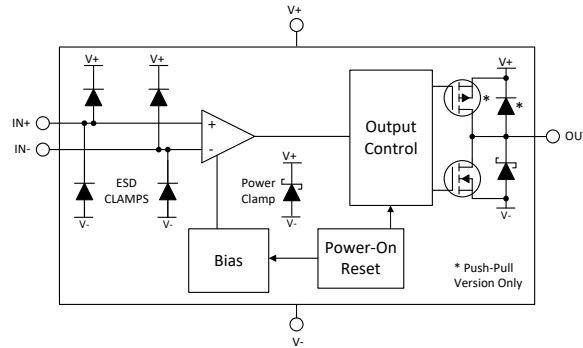 V+
V+
V+
V+
*
*
IN+
IN-
+
-
Output
Control
OUT
ESD
CLAMPS
V+
Power
Clamp
V-
V-
V-
V-
Bias
Power-On
Reset
* Push-Pull
Version Only
V-